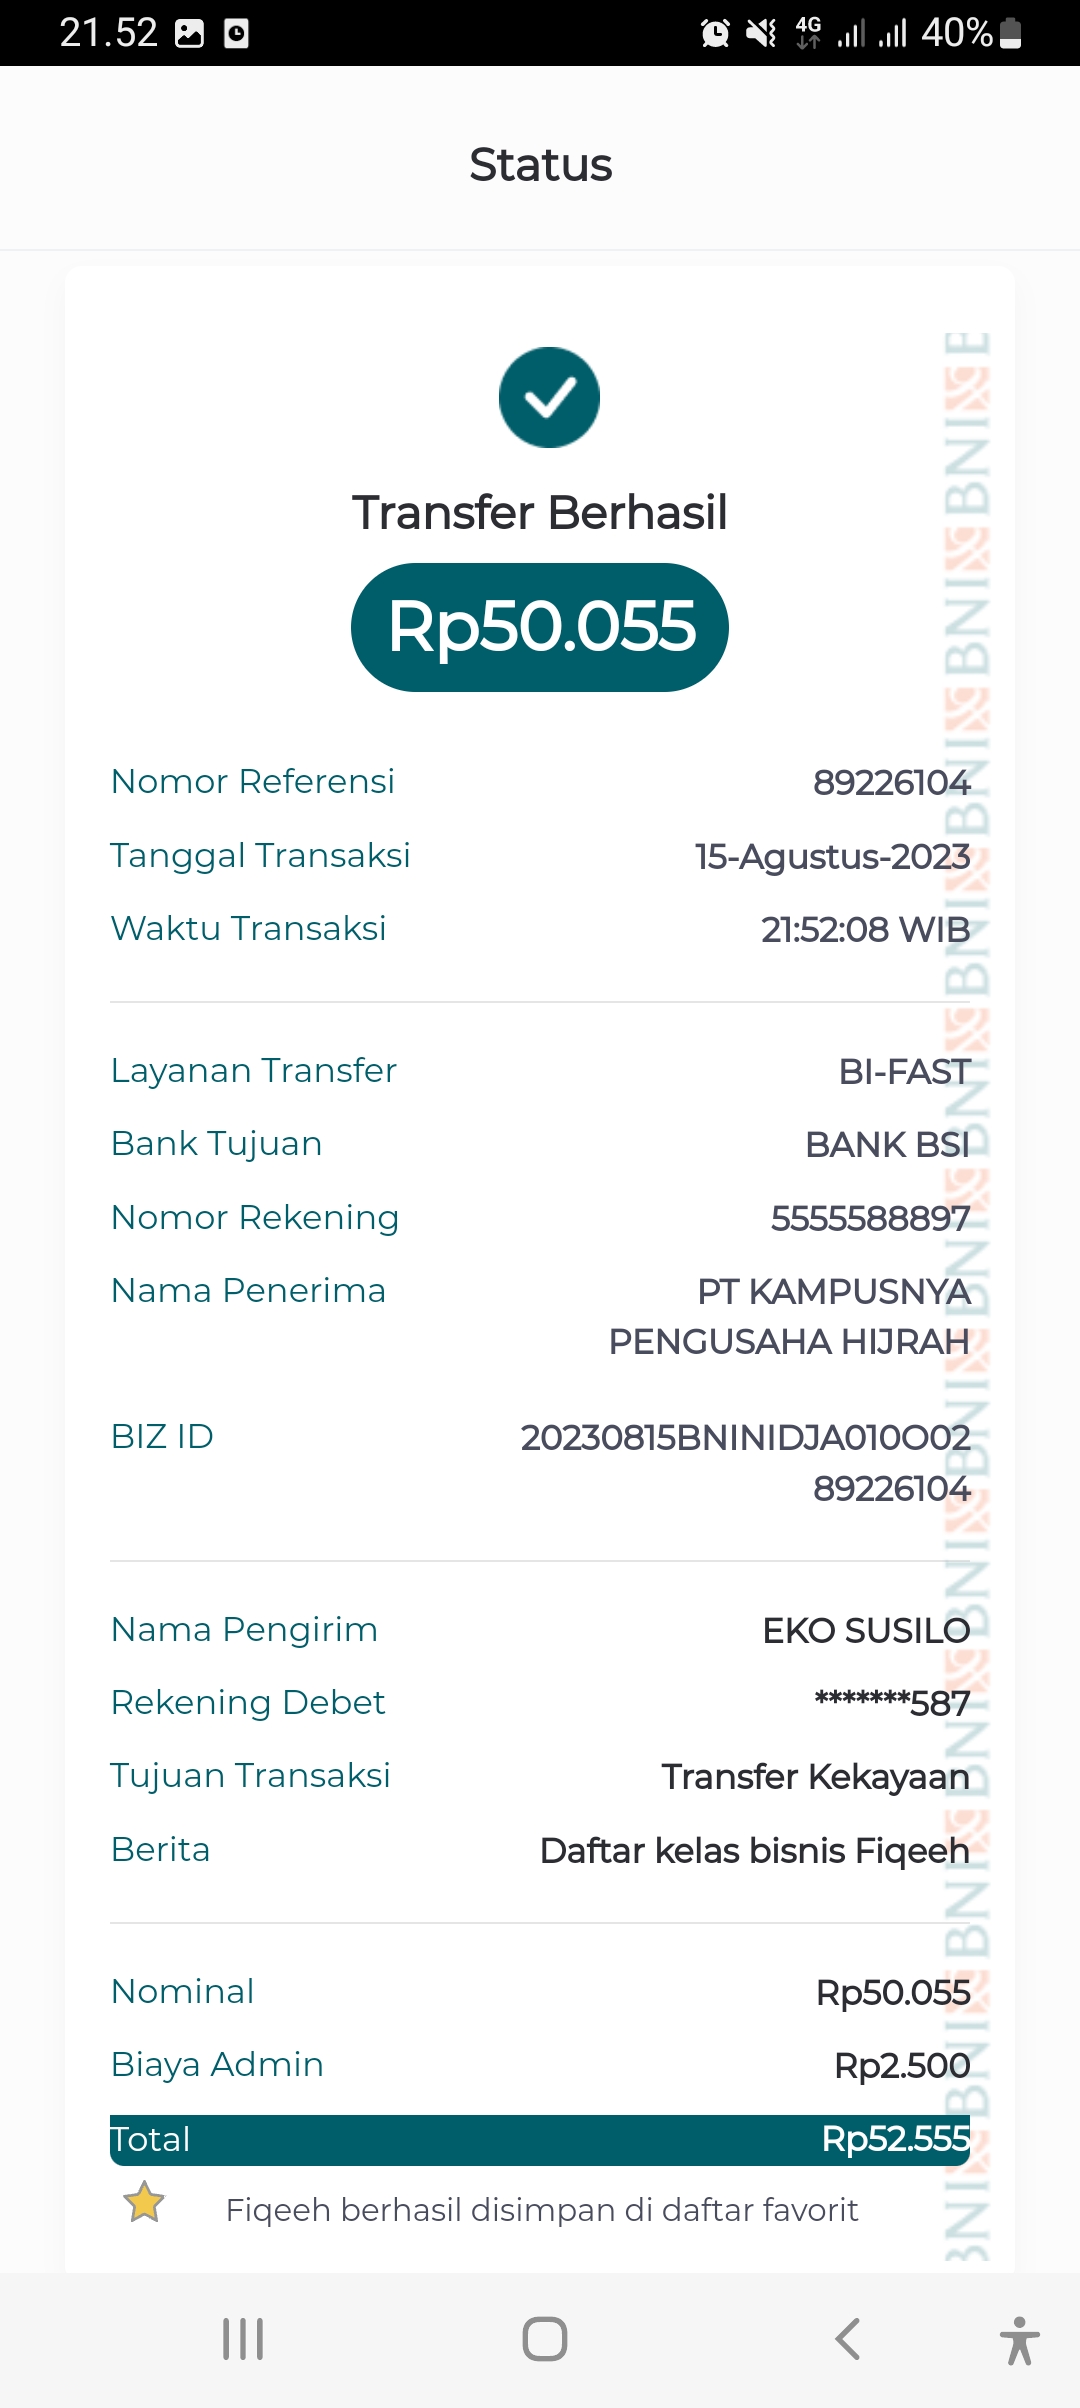 21.52 4G 40%
Status
Transfer Berhasil
Rp50.055
Nomor Referensi 89226104
Tanggal Transaksi 15-Agustus-2023
Waktu Transaksi 21:52:08 WIB
Layanan Transfer BI-FAST
Bank Tujuan BANK BSI
Nomor Rekening 5555588897
Nama Penerima PT KAMPUSNYA
PENGUSAHA HIJRAH
BIZ ID 20230815BNINIDJA010O02
89226104
Nama Pengirim EKO SUSILO
Rekening Debet *******587
Tujuan Transaksi Transfer Kekayaan
Berita Daftar kelas bisnis Fiqeeh
Nominal Rp50.055
Biaya Admin Rp2.500
Total Rp52.555
Fiqeeh berhasil disimpan di daftar favorit
BNI BNI BNI BNI BNI BNI BNI BNI BNI BNI BNI BNI